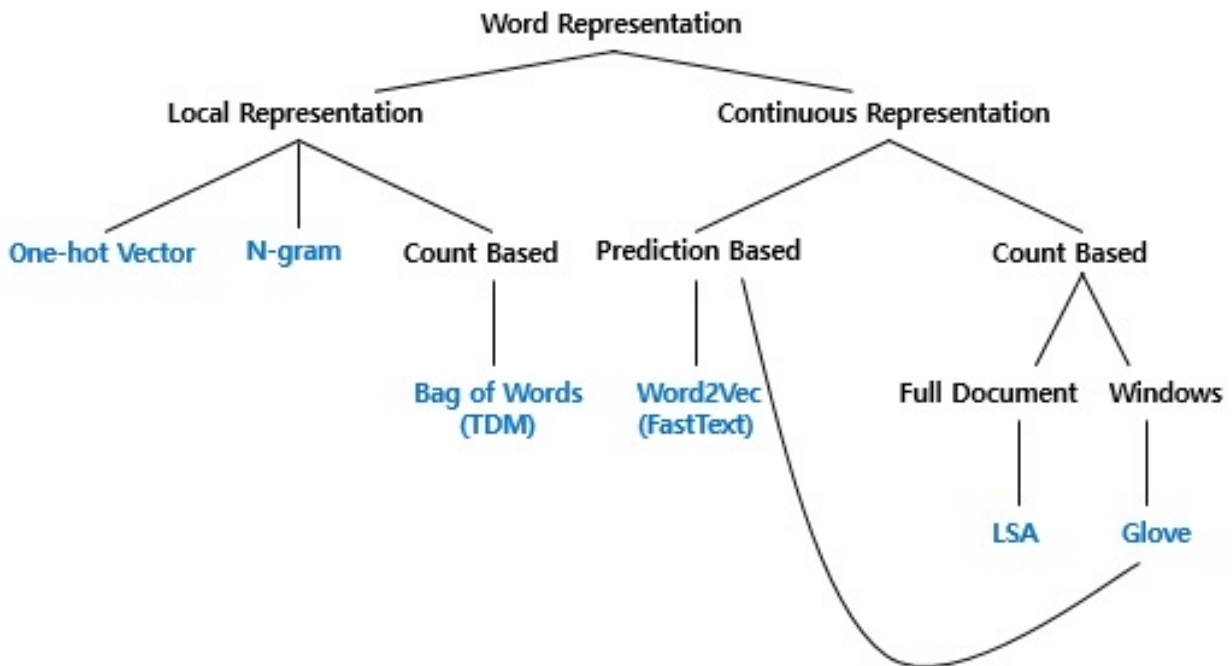 Word Representation
Local Representation
Continuous Representation
One-hot Vector
N-gram
Count Based
Prediction Based
Count Based
Bag of Words
(TDM)
Word2Vec
(FastText)
Full Document
Windows
LSA
Glove